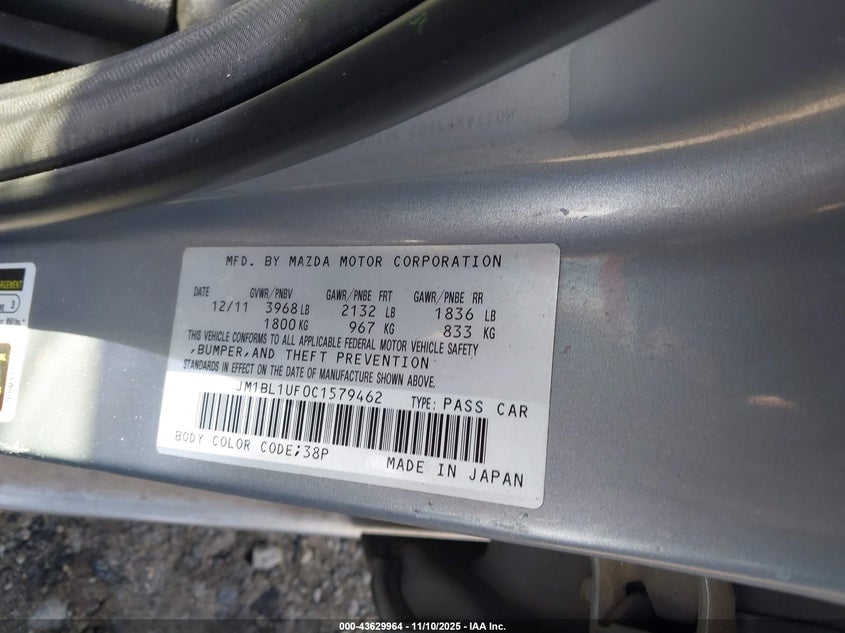 MFD. BY MAZDA MOTOR CORPORATION
DATE GVWR/PNBV GAWR/PNBE FRT GAWR/PNBE RR
12/11 3968 LB 2132 LB 1836 LB
1800 KG 967 KG 833 KG
THIS VEHICLE CONFORMS TO ALL APPLICABLE FEDERAL MOTOR VEHICLE SAFETY
,BUMPER,AND THEFT PREVENTION
STANDARDS IN EFFECT ON THE DATE OF MANUFACTURE SHOWN ABOVE.
JM1BL1UF0C1579462 TYPE: PASS CAR
BODY COLOR CODE;38P
MADE IN JAPAN
3
000-43629964 - 11/10/2025 - IAA Inc.